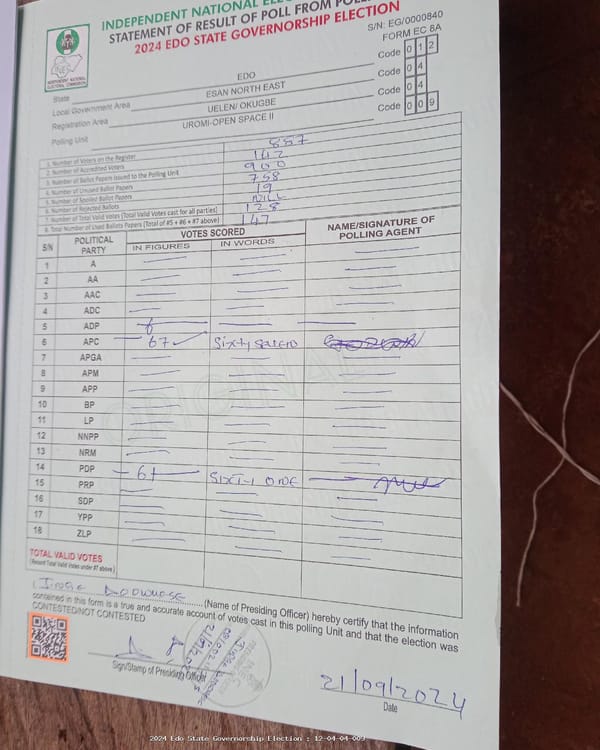 INDEPENDENT NATIONAL ELE
STATEMENT OF RESULT OF POLL FROM POL
2024 EDO STATE GOVERNORSHIP ELECTION
S/N: EG/0000840
FORM EC 8A
INDEPENDENT NATIONAL ELECTORAL COMMISSION
State EDO Code 0 1 2
Local Government Area ESAN NORTH EAST Code 0 4
Registration Area UELEN/ OKUGBE Code 0 4
Polling Unit UROMI-OPEN SPACE II Code 0 0 9
1. Number of Voters on the Register 557
2. Number of Accredited Voters 142
3. Number of Ballot Papers Issued to the Polling Unit 900
4. Number of Unused Ballot Papers 758
5. Number of Spoiled Ballot Papers 19
6. Number of Rejected Ballots NILL
7. Number of Total Valid Votes (Total Valid Votes cast for all parties) 128
8. Total Number of Used Ballots Papers (Total of #5 + #6 + #7 above) 147
S/N POLITICAL PARTY VOTES SCORED NAME/SIGNATURE OF POLLING AGENT
IN FIGURES IN WORDS
1 A
2 AA
3 AAC
4 ADC
5 ADP
6 APC 67 Sixty seven
7 APGA
8 APM
9 APP
10 BP
11 LP
12 NNPP
13 NRM
14 PDP 61 SIXTY ONE
15 PRP
16 SDP
17 YPP
18 ZLP
ORIGINAL
TOTAL VALID VOTES
(Record Total Valid Votes under #7 above)
I, (Name of Presiding Officer) hereby certify that the information
contained in this form is a true and accurate account of votes cast in this polling Unit and that the election was
CONTESTED/NOT CONTESTED
Sign/Stamp of Presiding Officer
21/09/2024
Date
2024 Edo State Governorship Election : 12-04-04-009